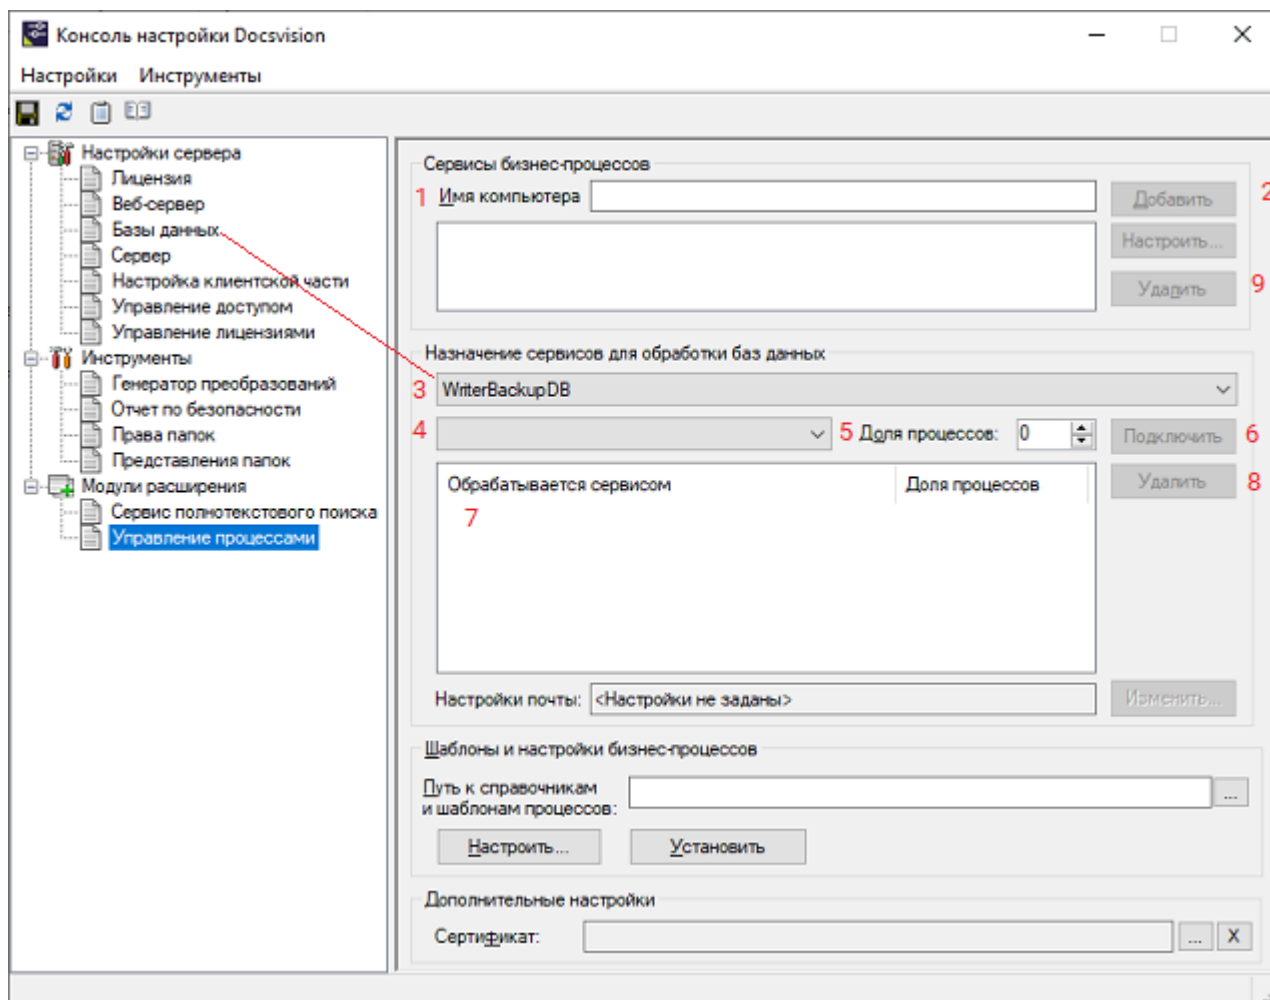 Консоль настройки Docsvision
Настройки Инструменты
Настройки сервера
Лицензия
Веб-сервер
Базы данных
Сервер
Настройка клиентской части
Управление доступом
Управление лицензиями
Инструменты
Генератор преобразований
Отчет по безопасности
Права папок
Представления папок
Модули расширения
Сервис полнотекстового поиска
Управление процессами
Сервисы бизнес-процессов
1 Имя компьютера Добавить 2
Настроить...
Удалить 9
Назначение сервисов для обработки баз данных
3 WriterBackupDB
4 5 Доля процессов: 0 Подключить 6
Обрабатывается сервисом Доля процессов Удалить 8
7
Настройки почты: <Настройки не заданы> Изменить...
Шаблоны и настройки бизнес-процессов
Путь к справочникам
и шаблонам процессов: ...
Настроить... Установить
Дополнительные настройки
Сертификат: ... X